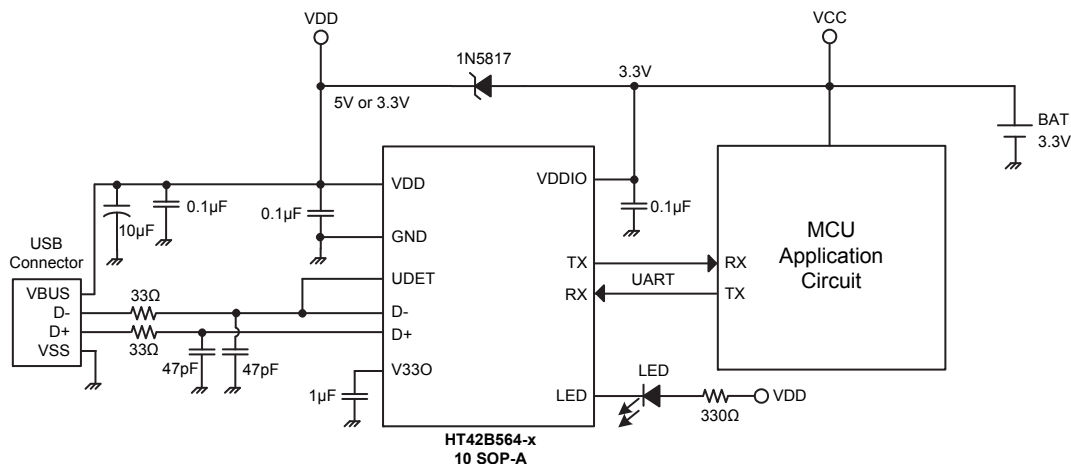 VDD
VCC
1N5817
3.3V
5V or 3.3V
BAT
3.3V
VDD
VDDIO
0.1µF
0.1µF
0.1µF
10µF
GND
MCU
Application
Circuit
USB
Connector
TX
RX
UDET
UART
VBUS
33Ω
RX
TX
D-
D-
D+
D+
VSS
33Ω
47pF
47pF
V33O
LED
1µF
LED
VDD
330Ω
HT42B564-x
10 SOP-A